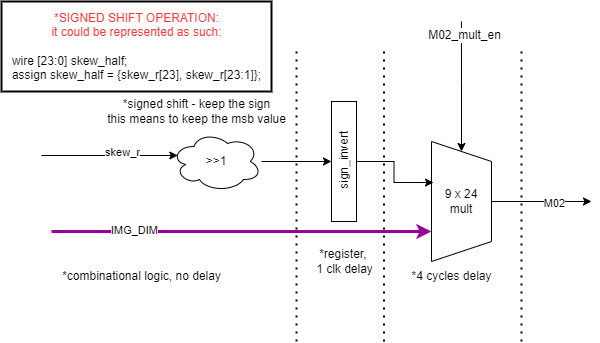 *SIGNED SHIFT OPERATION:
it could be represented as such:
wire [23:0] skew_half;
assign skew_half = {skew_r[23], skew_r[23:1]};
M02_mult_en
*signed shift - keep the sign
this means to keep the msb value
skew_r
>>1
sign_invert
9 x 24
mult
M02
IMG_DIM
*register,
1 clk delay
*combinational logic, no delay
*4 cycles delay